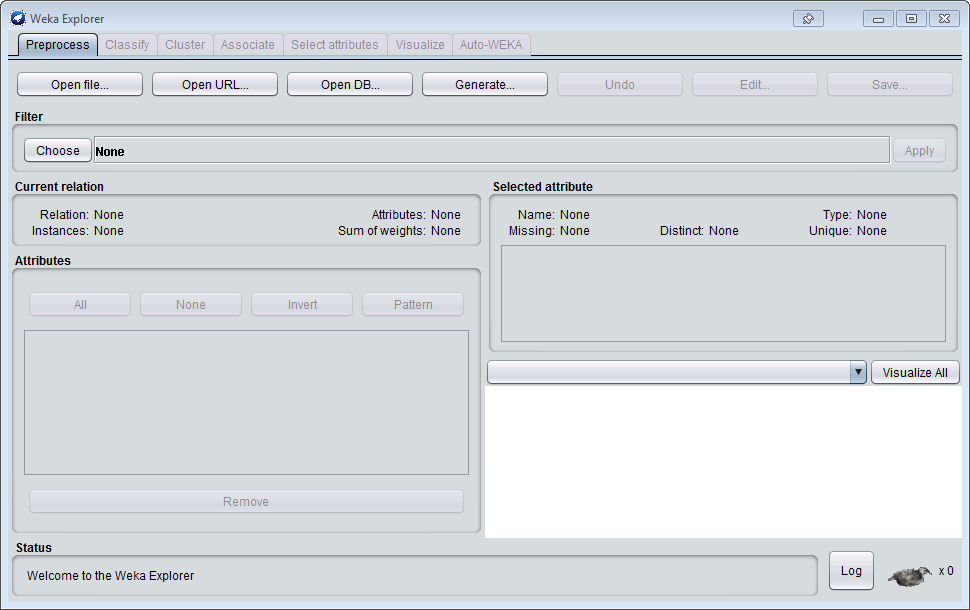 Weka Explorer
Preprocess Classify Cluster Associate Select attributes Visualize Auto-WEKA
Open file... Open URL... Open DB... Generate... Undo Edit... Save...
Filter
Choose None Apply
Current relation
Relation: None Attributes: None
Instances: None Sum of weights: None
Selected attribute
Name: None Type: None
Missing: None Distinct: None Unique: None
Attributes
All None Invert Pattern
Remove
Visualize All
Status
Welcome to the Weka Explorer
Log x 0